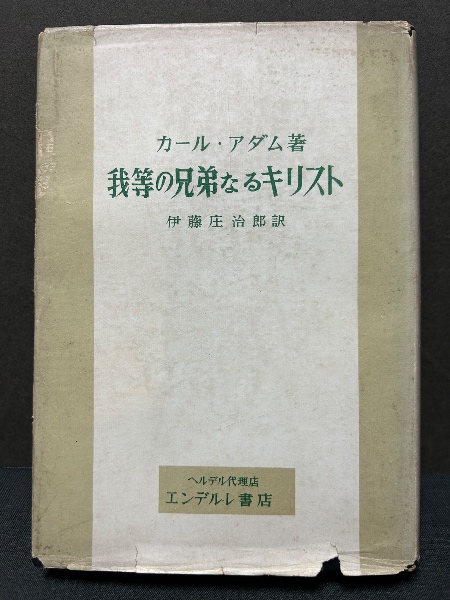 カール・アダム著
我等の兄弟なるキリスト
伊藤庄治郎訳
ヘルデル代理店
エンデルレ書店